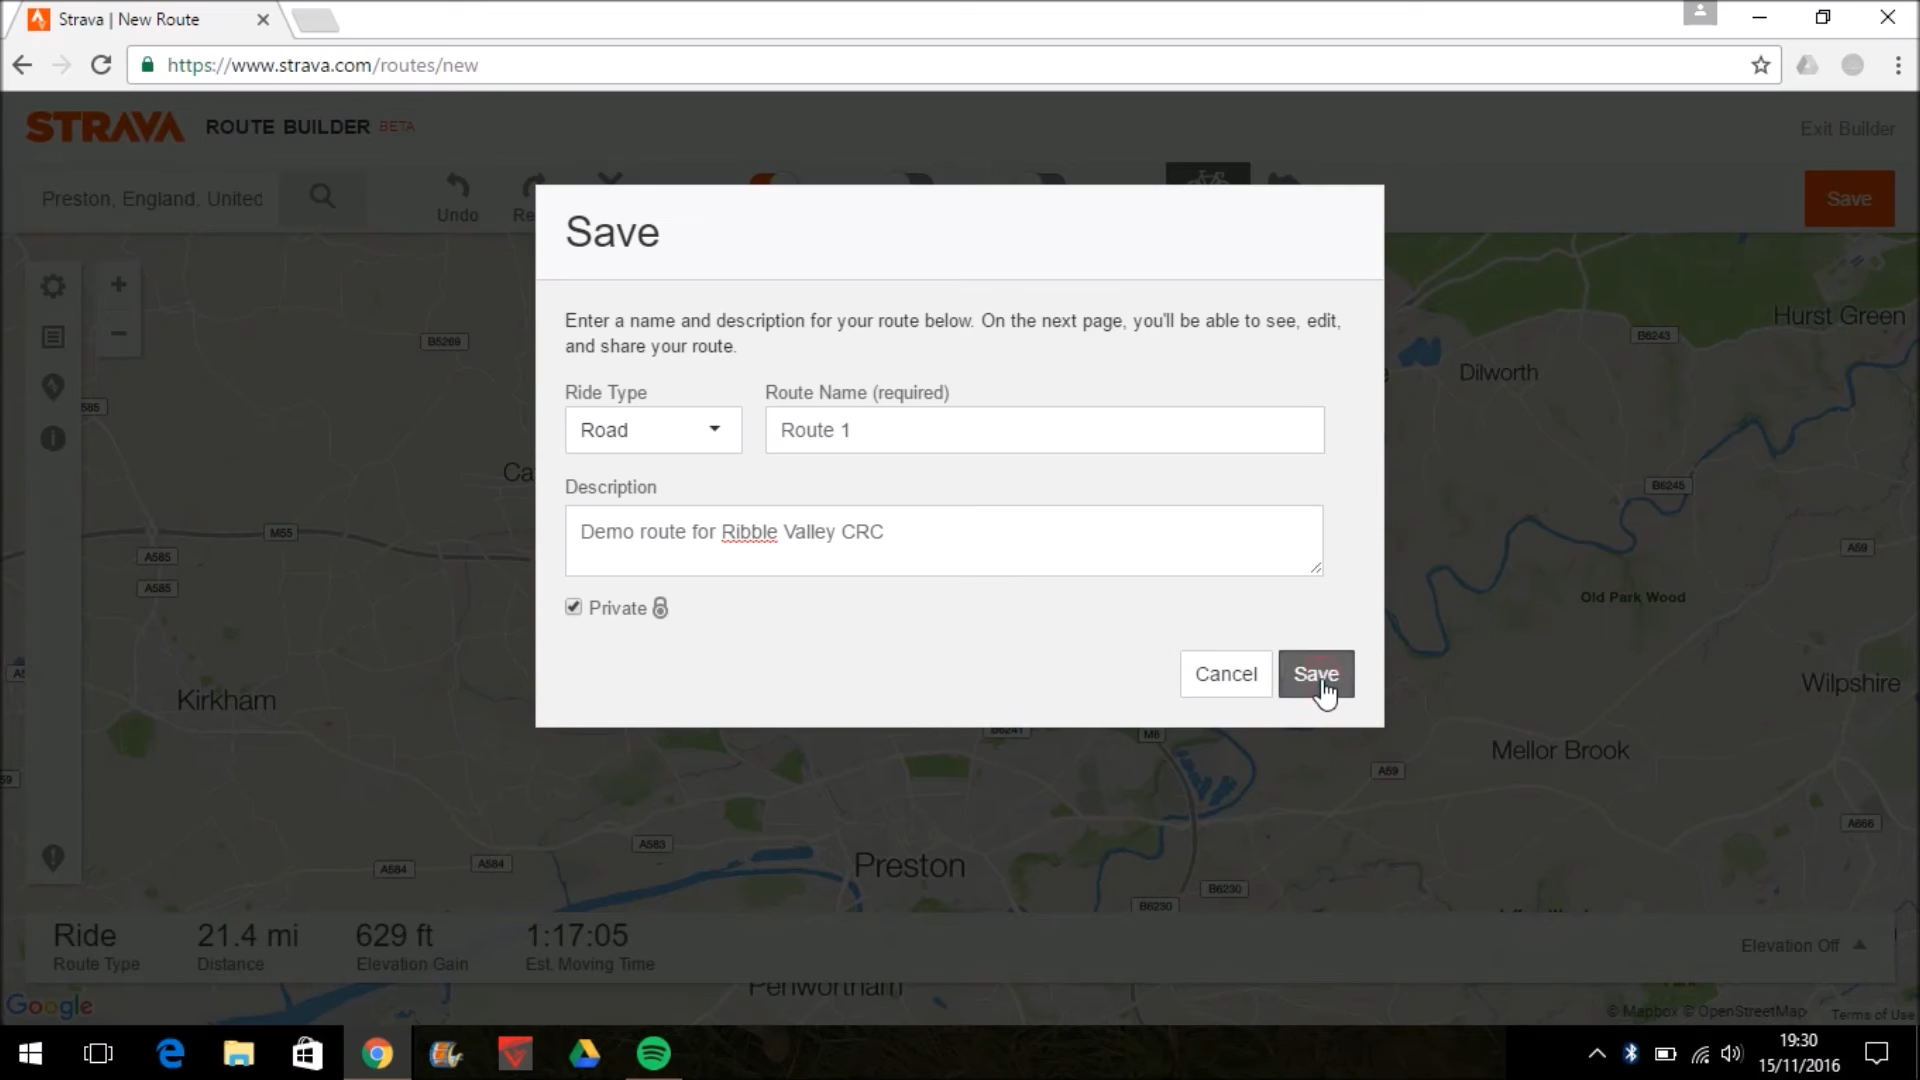 Strava | New Route
https://www.strava.com/routes/new
STRAVA ROUTE BUILDER BETA
Exit Builder
Preston, England, United
Undo
Re
Save
Save
Enter a name and description for your route below. On the next page, you'll be able to see, edit,
and share your route.
Ride Type
Route Name (required)
Road
Route 1
Description
Demo route for Ribble Valley CRC
Private
Cancel
Save
Hurst Green
B6243
Dilworth
B5269
585
B6245
Ca
M55
A59
A585
A585
Old Park Wood
Kirkham
Wilpshire
B6241
M6
Mellor Brook
59
A59
A666
A583
A584
A584
Preston
B6230
B6230
Ride
Route Type
21.4 mi
Distance
629 ft
Elevation Gain
1:17:05
Est. Moving Time
Elevation Off
Penwortham
Google
© Mapbox © OpenStreetMap
Terms of Use
19:30
15/11/2016